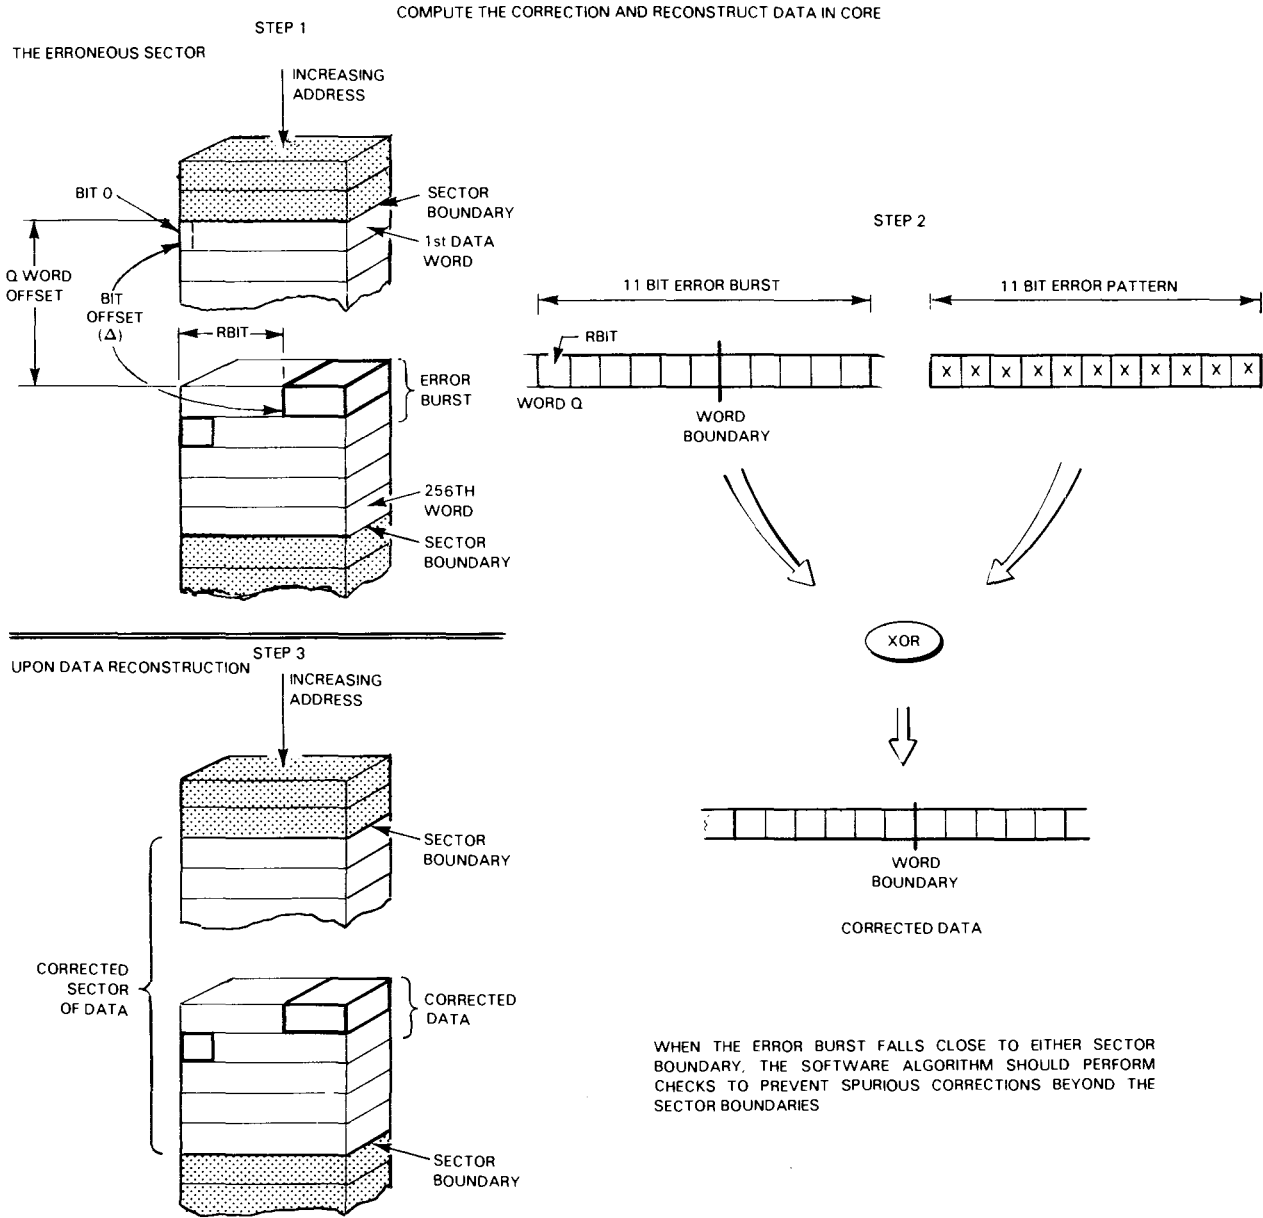 COMPUTE THE CORRECTION AND RECONSTRUCT DATA IN CORE
STEP 1
THE ERRONEOUS SECTOR
INCREASING
ADDRESS
BIT 0
SECTOR
BOUNDARY
1st DATA
WORD
Q WORD
OFFSET
BIT
OFFSET
(Δ)
RBIT
ERROR
BURST
256TH
WORD
SECTOR
BOUNDARY
STEP 2
11 BIT ERROR BURST
11 BIT ERROR PATTERN
RBIT
X X X X X X X X X X X
WORD Q
WORD
BOUNDARY
XOR
WORD
BOUNDARY
CORRECTED DATA
STEP 3
UPON DATA RECONSTRUCTION
INCREASING
ADDRESS
SECTOR
BOUNDARY
CORRECTED
SECTOR
OF DATA
CORRECTED
DATA
SECTOR
BOUNDARY
WHEN THE ERROR BURST FALLS CLOSE TO EITHER SECTOR
BOUNDARY, THE SOFTWARE ALGORITHM SHOULD PERFORM
CHECKS TO PREVENT SPURIOUS CORRECTIONS BEYOND THE
SECTOR BOUNDARIES